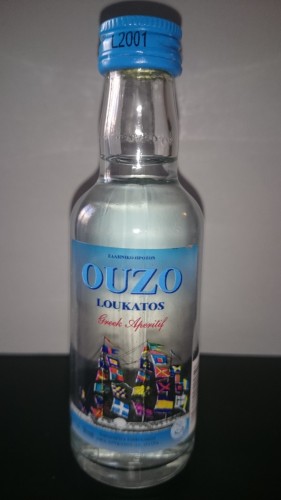 L2001
OUZO
LOUKATOS
Greek Aperitif